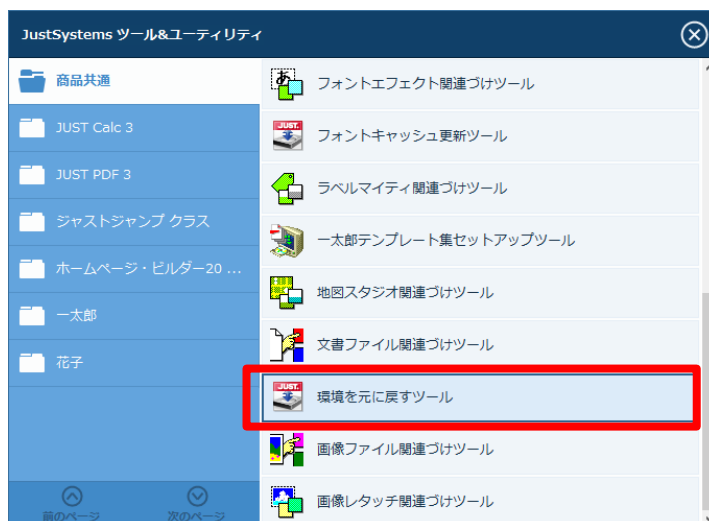 JustSystems ツール&ユーティリティ
商品共通
JUST Calc 3
JUST PDF 3
ジャストジャンプ クラス
ホームページ・ビルダー20 ...
一太郎
花子
前のページ
次のページ
フォントエフェクト関連づけツール
フォントキャッシュ更新ツール
ラベルマイティ関連づけツール
一太郎テンプレート集セットアップツール
地図スタジオ関連づけツール
文書ファイル関連づけツール
環境を元に戻すツール
画像ファイル関連づけツール
画像レタッチ関連づけツール
あ
JUST.
JUST.